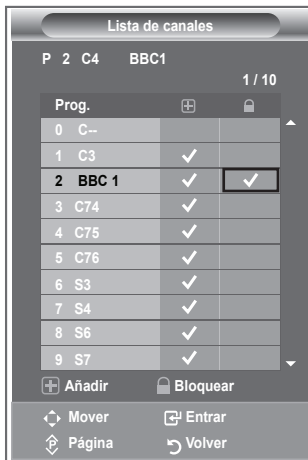 Lista de canales
P 2 C4 BBC1
1 / 10
Prog.
0 C--
1 C3
2 BBC 1
3 C74
4 C75
5 C76
6 S3
7 S4
8 S6
9 S7
Añadir Bloquear
Mover Entrar
Página Volver